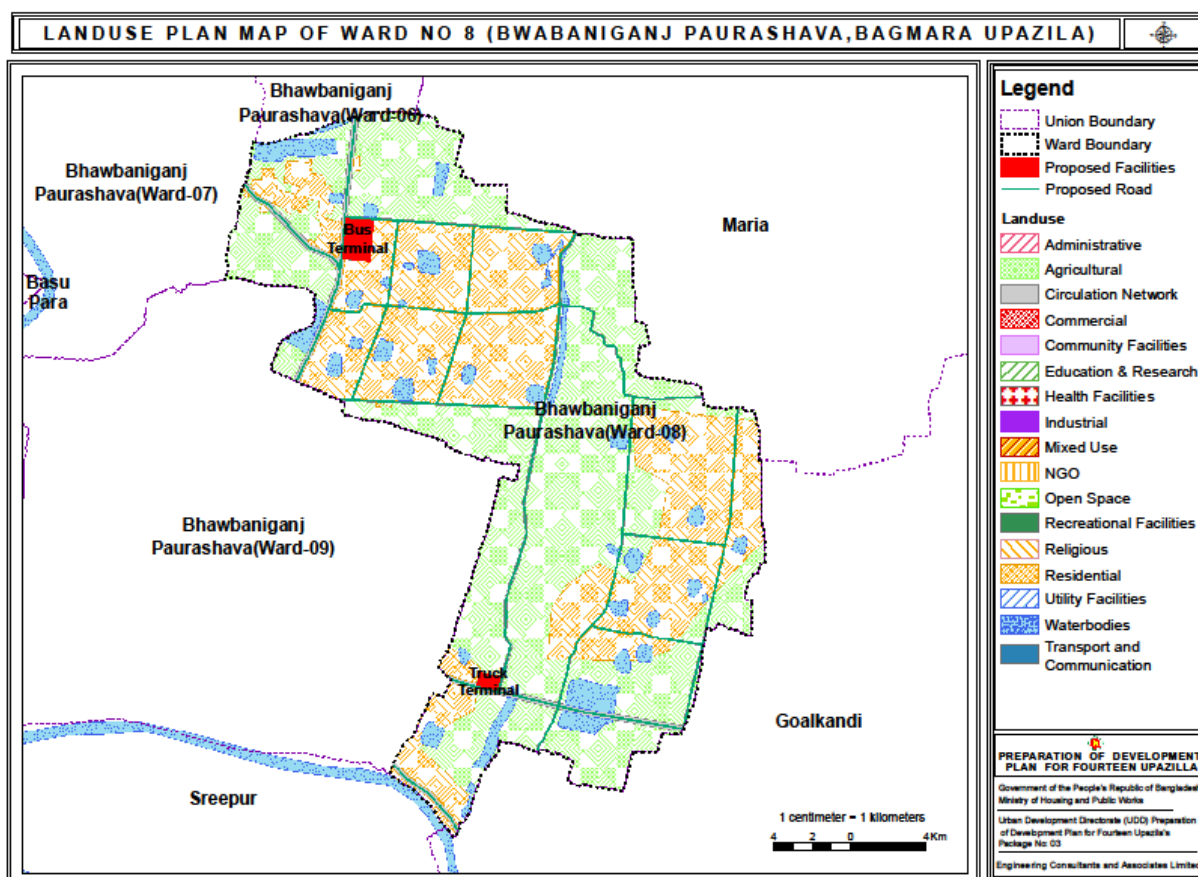 LANDUSE PLAN MAP OF WARD NO 8 (BWABANIGANJ PAURASHAVA,BAGMARA UPAZILA)
Bhawbaniganj
Paurashava(Ward-06)
Bhawbaniganj
Paurashava(Ward-07)
Maria
Bus
Terminal
Basu
Para
Bhawbaniganj
Paurashava(Ward-08)
Bhawbaniganj
Paurashava(Ward-09)
Truck
Terminal
Goalkandi
Sreepur
1 centimeter = 1 kilometers
4 2 0 4 Km
Legend
Union Boundary
Ward Boundary
Proposed Facilities
Proposed Road
Landuse
Administrative
Agricultural
Circulation Network
Commercial
Community Facilities
Education & Research
Health Facilities
Industrial
Mixed Use
NGO
Open Space
Recreational Facilities
Religious
Residential
Utility Facilities
Waterbodies
Transport and
Communication
PREPARATION OF DEVELOPMENT
PLAN FOR FOURTEEN UPAZILLA
Government of the People's Republic of Bangladesh
Ministry of Housing and Public Works
Urban Development Directorate (UDD) Preparation
of Development Plan for Fourteen Upazila's
Package No: 03
Engineering Consultants and Associates Limited